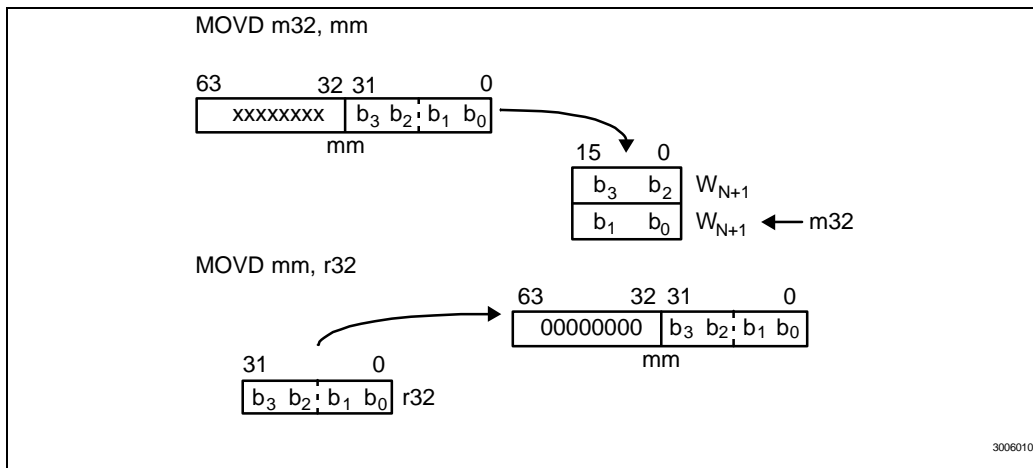 MOVD m32, mm
63 32 31 0
xxxxxxxx b3 b2 b1 b0
mm
15 0
b3 b2 WN+1
b1 b0 WN+1 m32
MOVD mm, r32
63 32 31 0
00000000 b3 b2 b1 b0
mm
31 0
b3 b2 b1 b0 r32
3006010